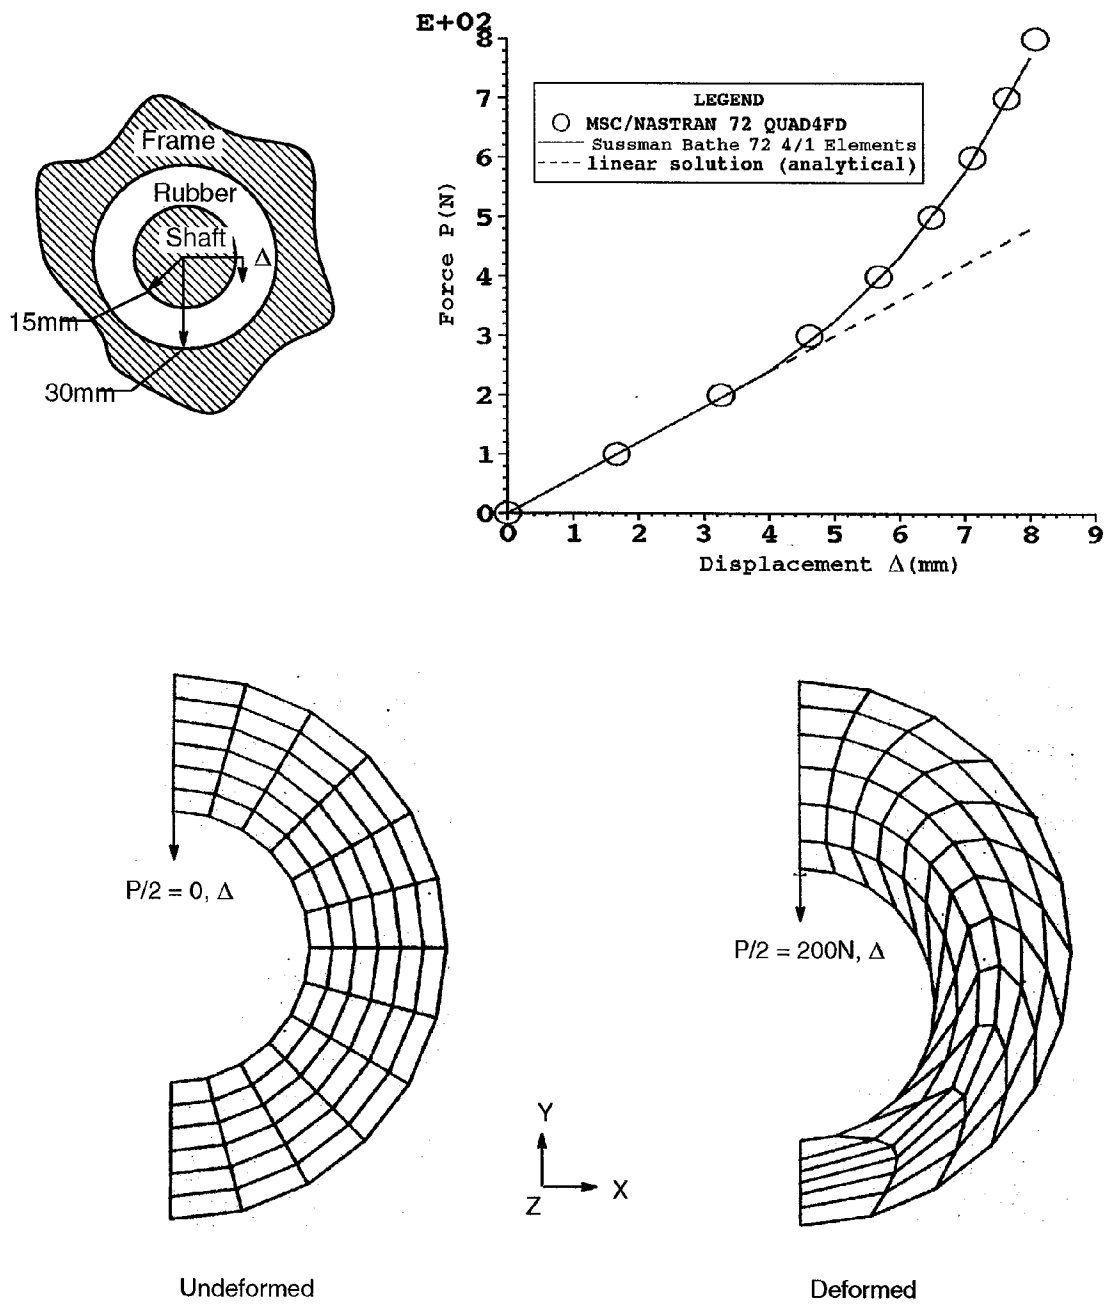 Frame
Rubber
Shaft
Δ
15mm
30mm
E+02
8
7
6
5
4
3
2
1
0
Force P(N)
LEGEND
MSC/NASTRAN 72 QUAD4FD
Sussman Bathe 72 4/1 Elements
linear solution (analytical)
0 1 2 3 4 5 6 7 8 9
Displacement Δ(mm)
P/2 = 0, Δ
P/2 = 200N, Δ
Y
Z
X
Undeformed
Deformed